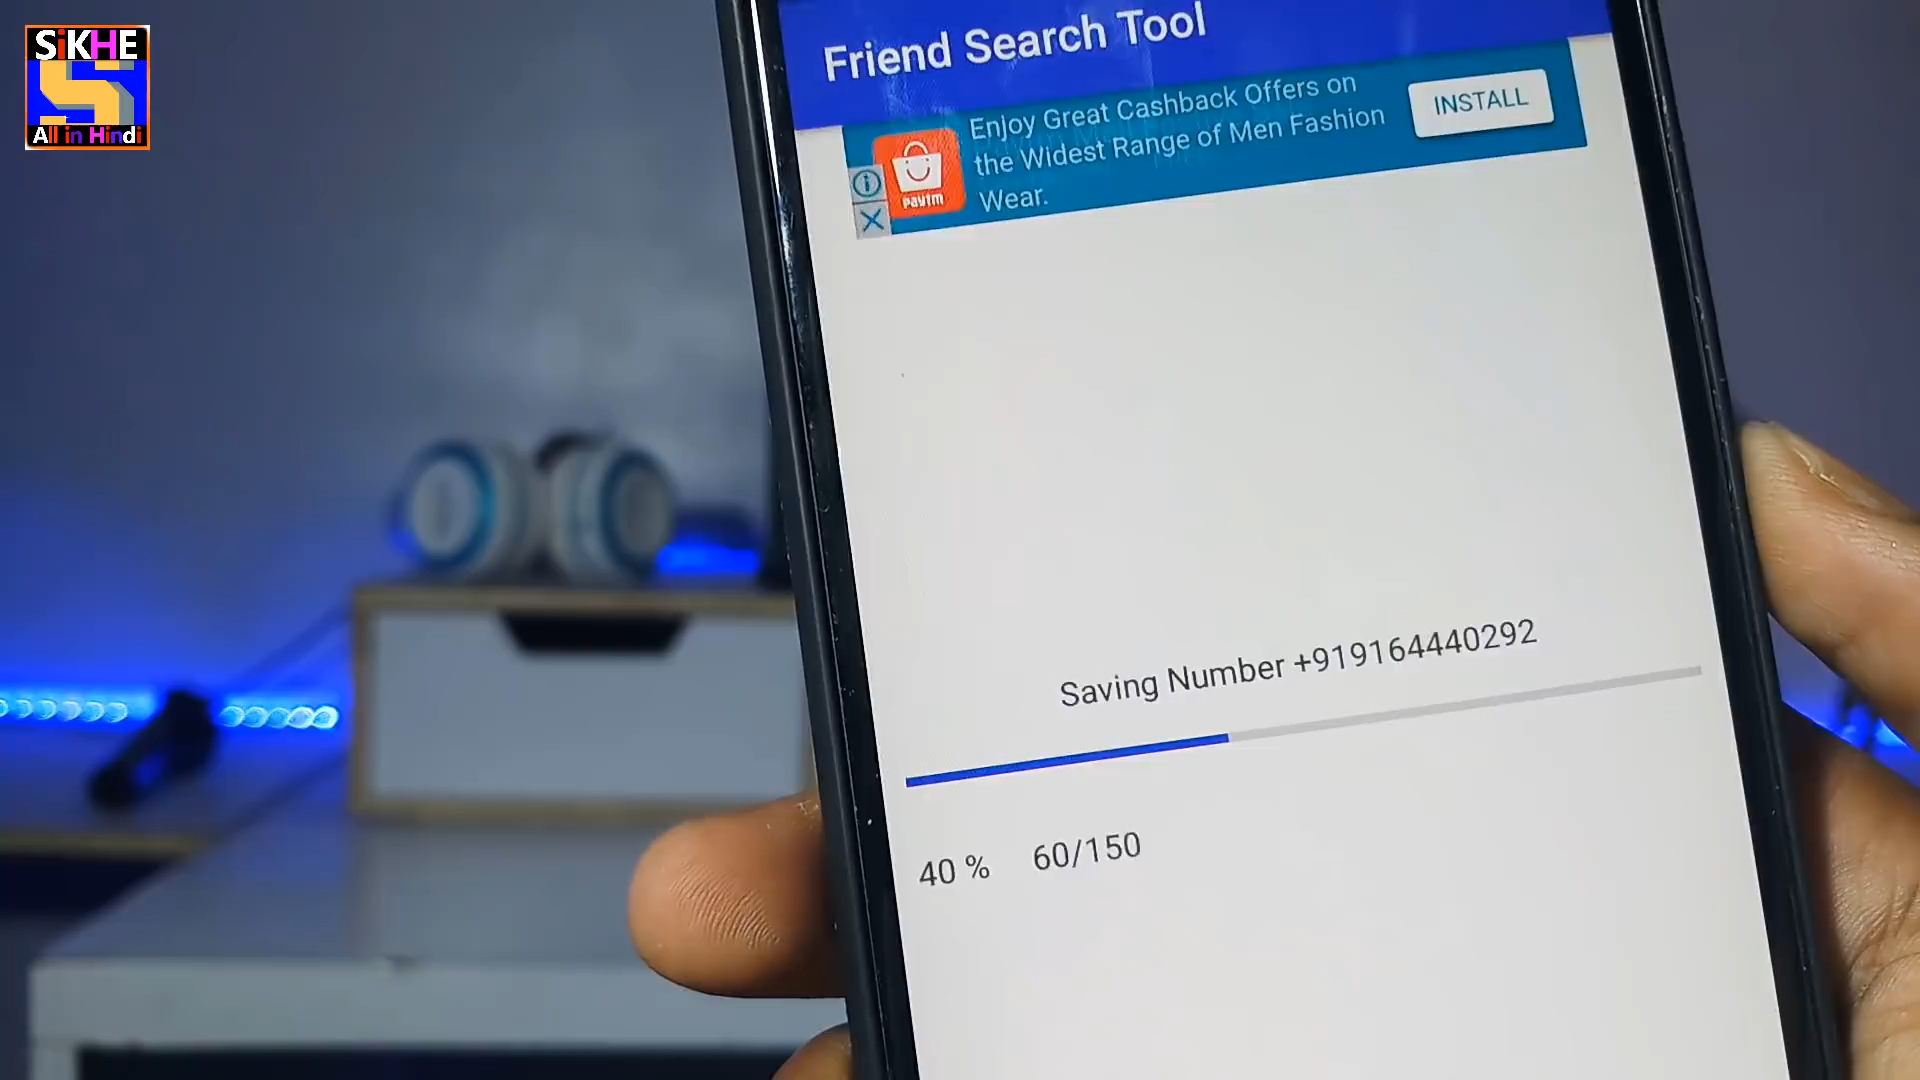 SiKHE
All in Hindi
Friend Search Tool
Enjoy Great Cashback Offers on
the Widest Range of Men Fashion
Wear.
INSTALL
paytm
Saving Number +919164440292
40 % 60/150